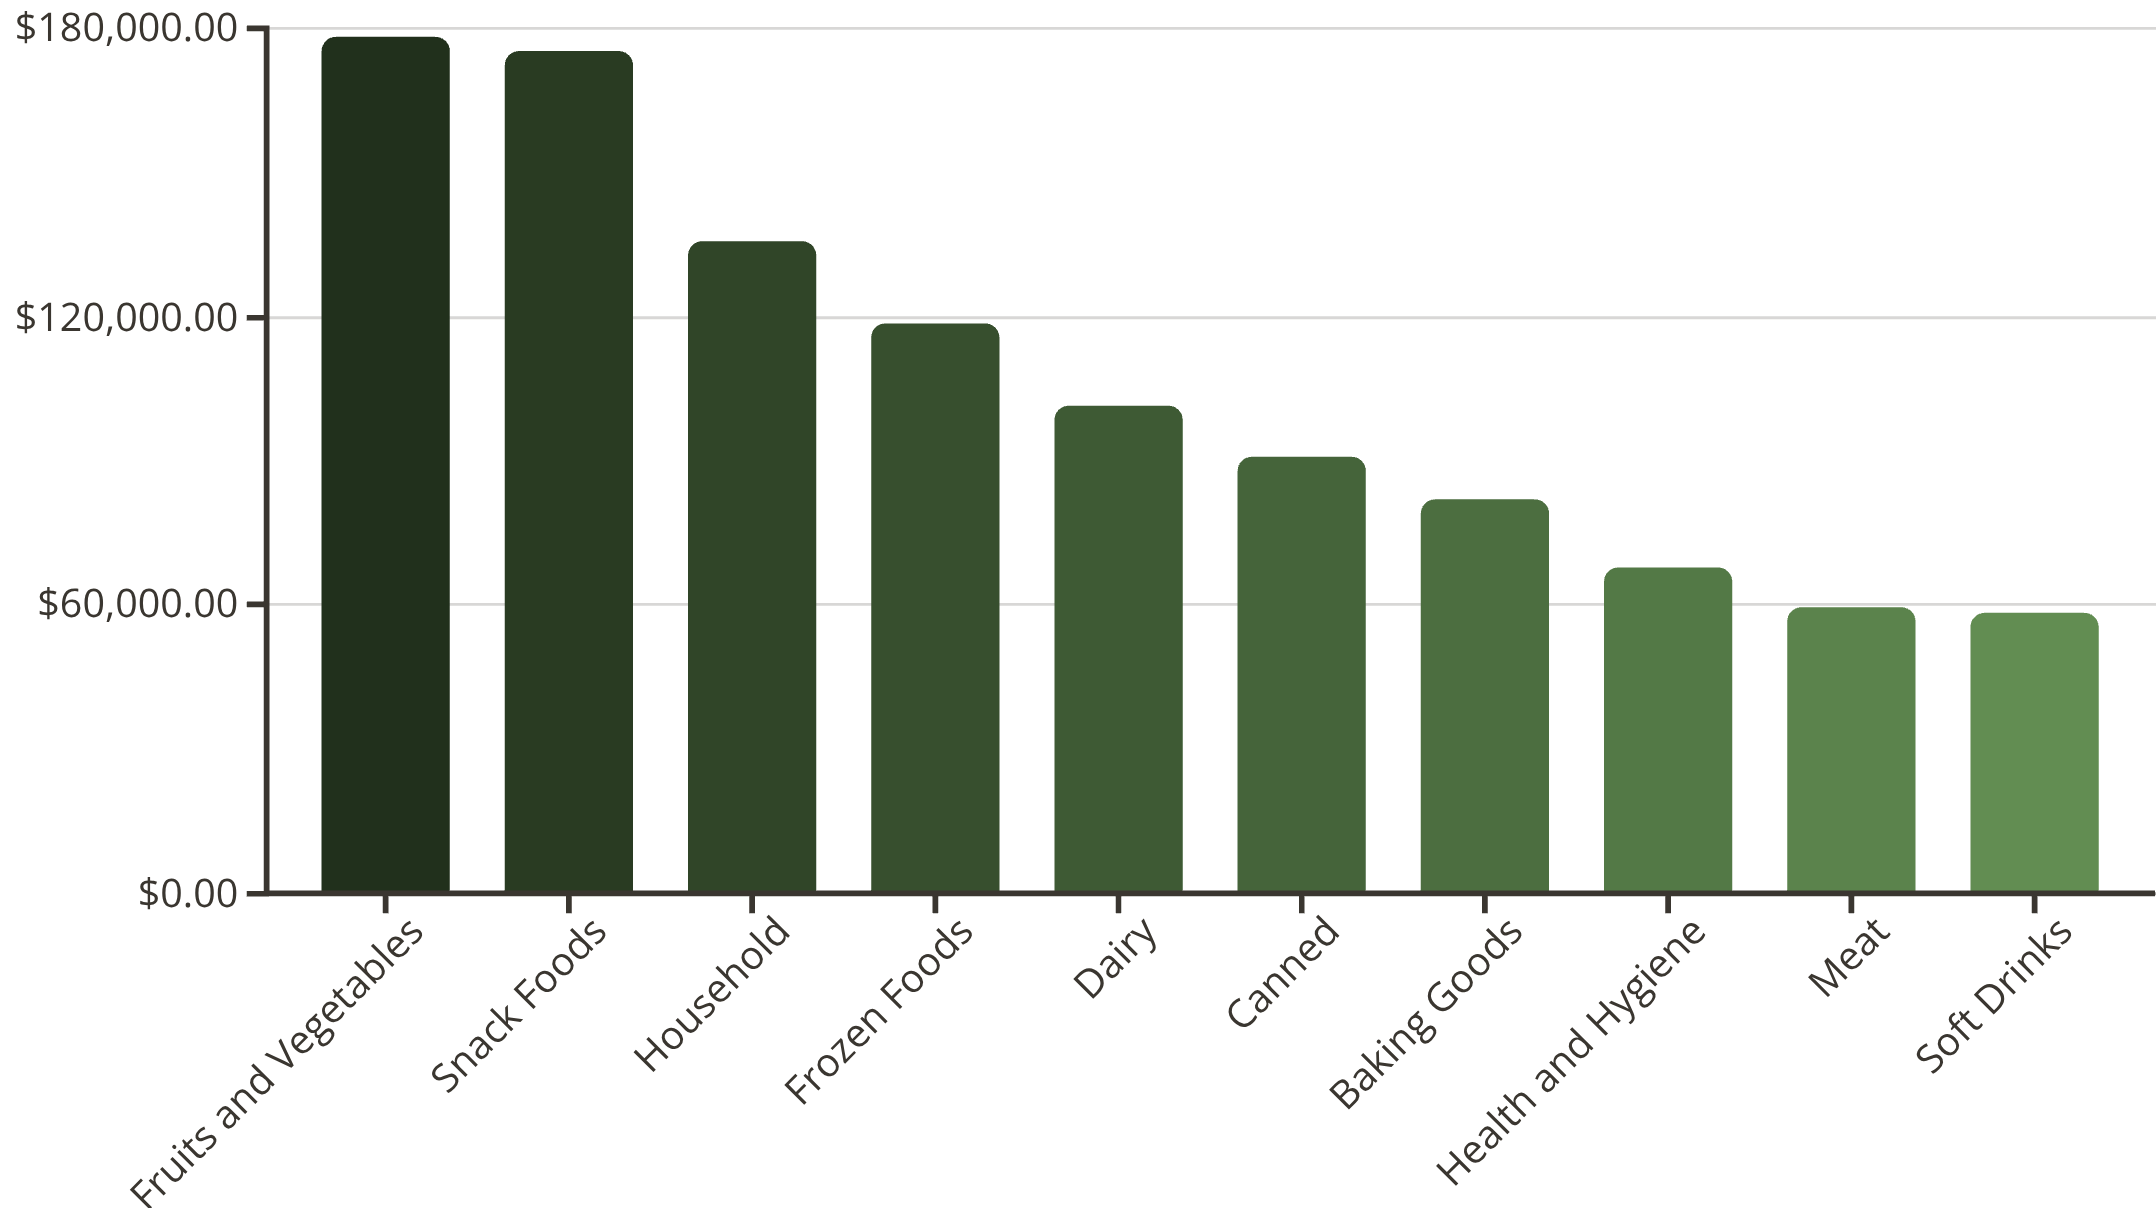 $180,000.00
$120,000.00
$60,000.00
$0.00
Fruits and Vegetables
Snack Foods
Household
Frozen Foods
Dairy
Canned
Baking Goods
Health and Hygiene
Meat
Soft Drinks